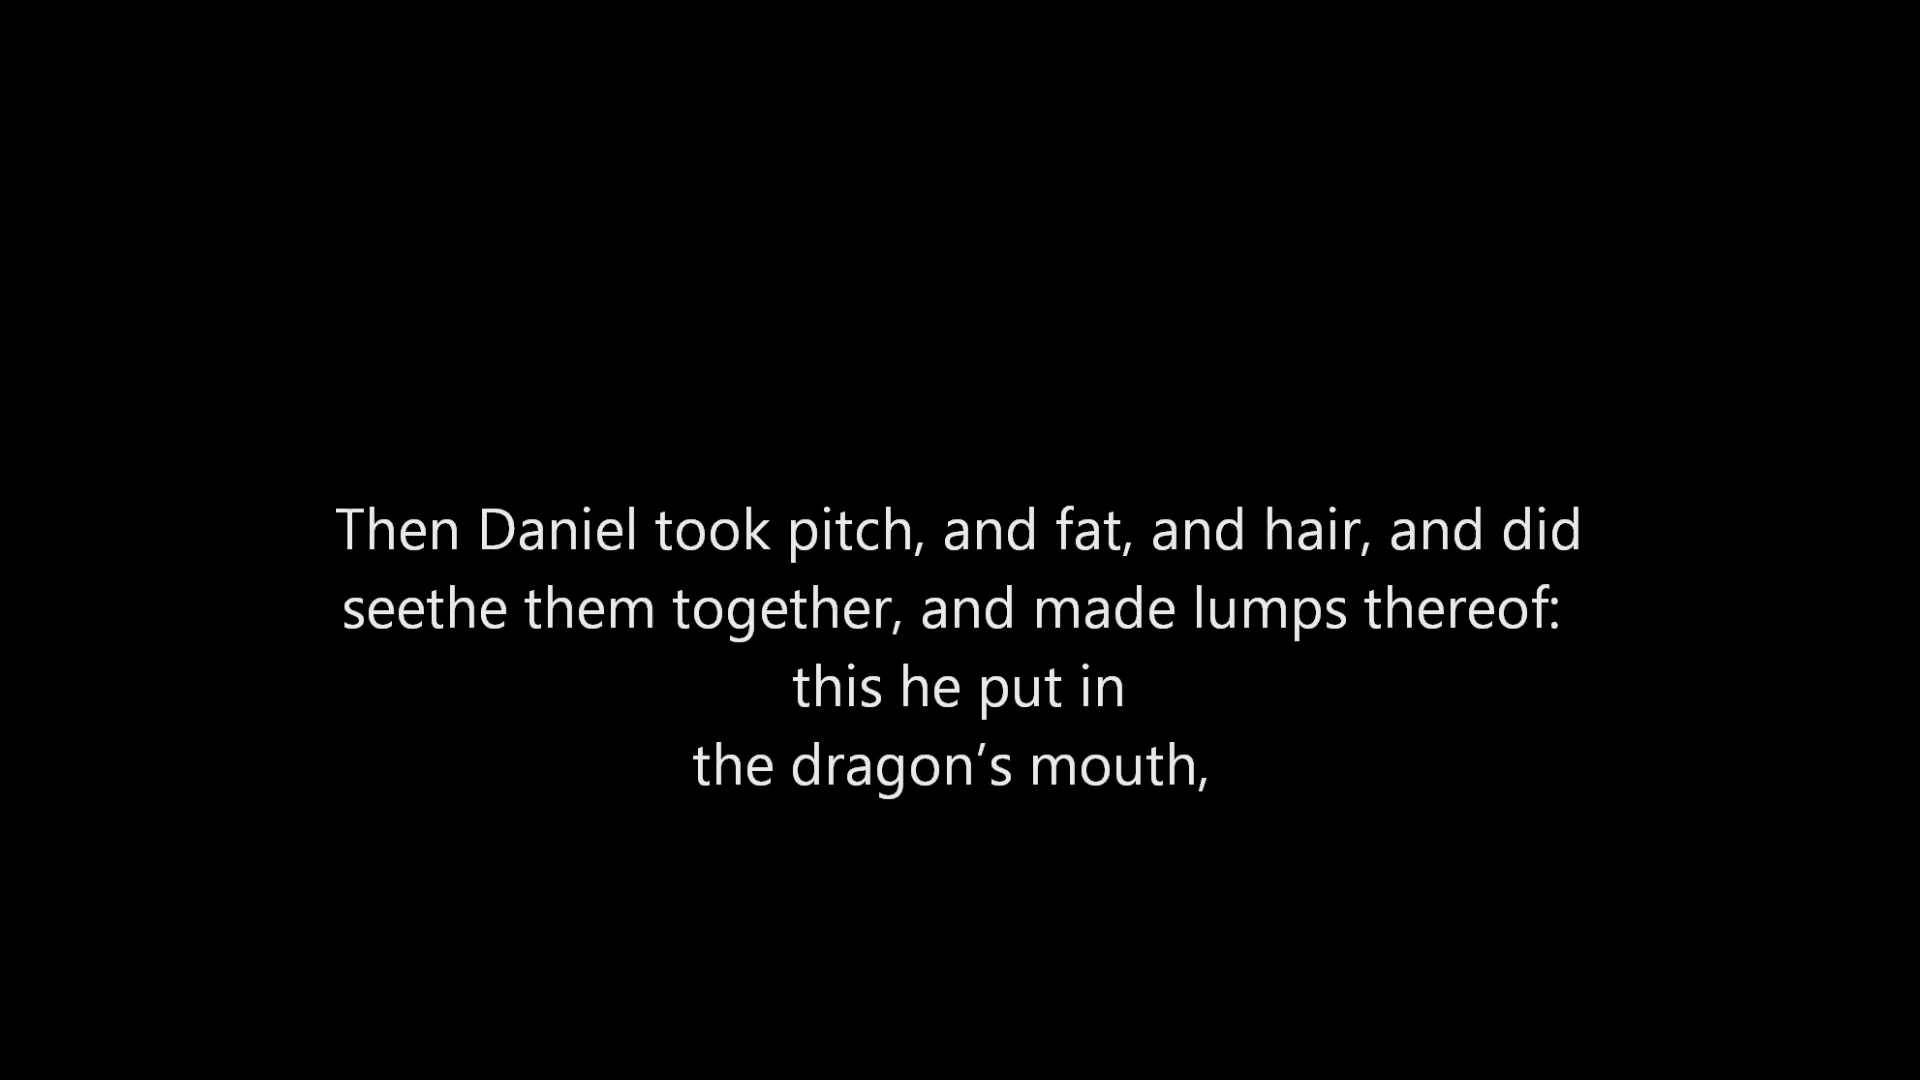 Then Daniel took pitch, and fat, and hair, and did
seethe them together, and made lumps thereof:
this he put in
the dragon’s mouth,